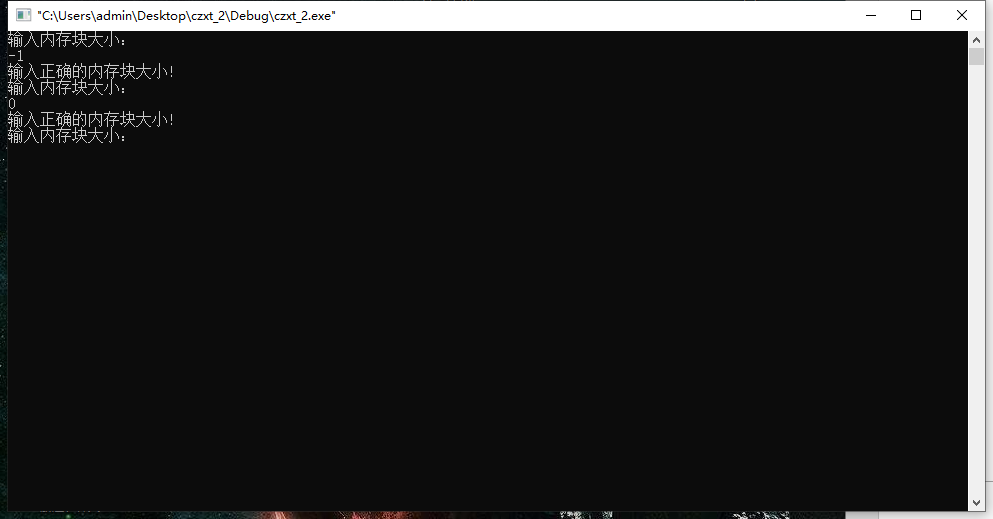 "C:\Users\admin\Desktop\czxt_2\Debug\czxt_2.exe"
输入内存块大小：
-1
输入正确的内存块大小！
输入内存块大小：
0
输入正确的内存块大小！
输入内存块大小：